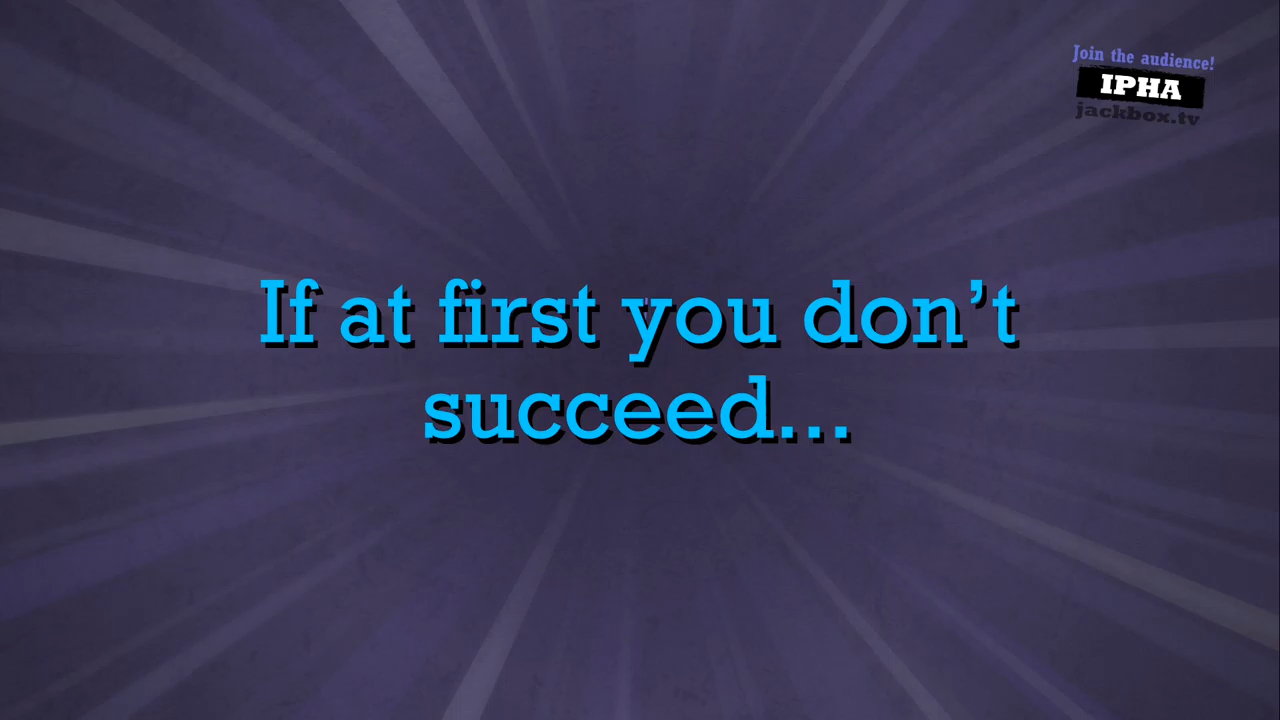 Join the audience!
IPHA
jackbox.tv
If at first you don’t
succeed...